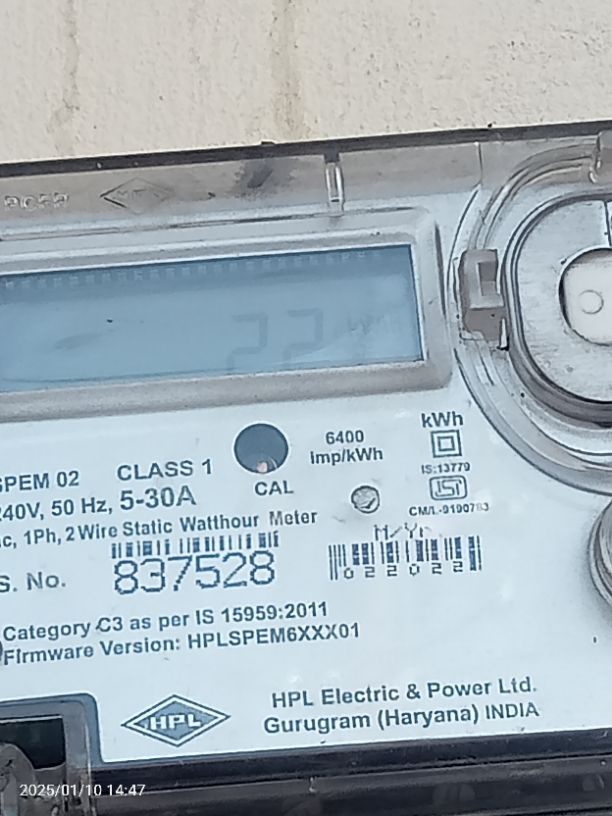 22
6400
imp/kWh
kWh
IS:13779
CM/L-9190783
SPEM 02 CLASS 1
CAL
240V, 50 Hz, 5-30A
ac, 1Ph, 2 Wire Static Watthour Meter
M/Yr
S. No. 837528
022022
Category C3 as per IS 15959:2011
Firmware Version: HPLSPEM6XXX01
HPL
HPL Electric & Power Ltd.
Gurugram (Haryana) INDIA
2025/01/10 14:47